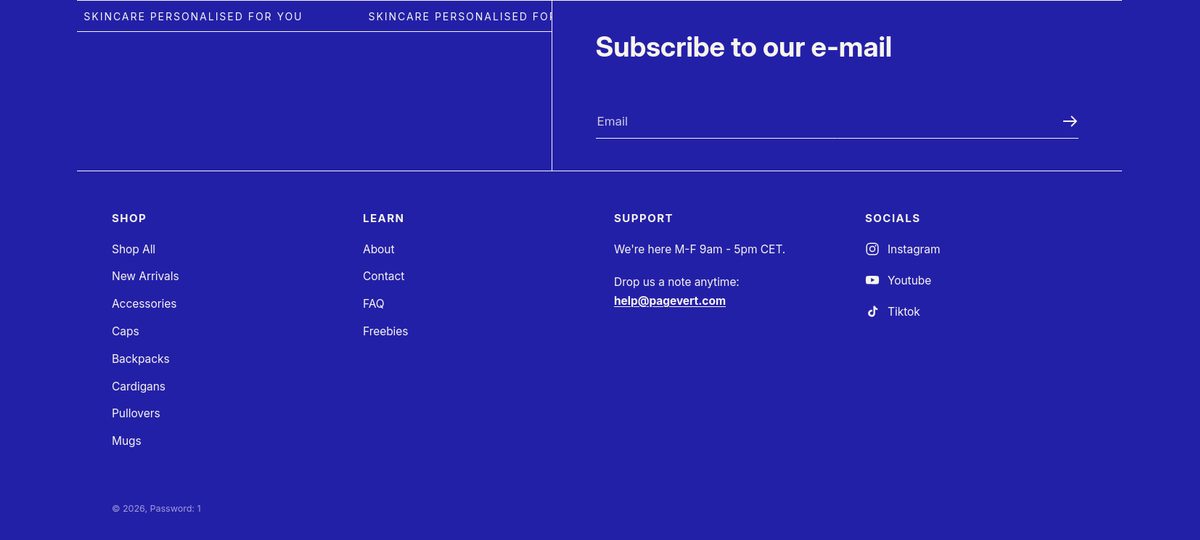 SKINCARE PERSONALISED FOR YOU
SKINCARE PERSONALISED FO
Subscribe to our e-mail
Email
SHOP
Shop All
New Arrivals
Accessories
Caps
Backpacks
Cardigans
Pullovers
Mugs
LEARN
About
Contact
FAQ
Freebies
SUPPORT
We're here M-F 9am - 5pm CET.
Drop us a note anytime:
help@pagevert.com
SOCIALS
Instagram
Youtube
Tiktok
© 2026, Password: 1